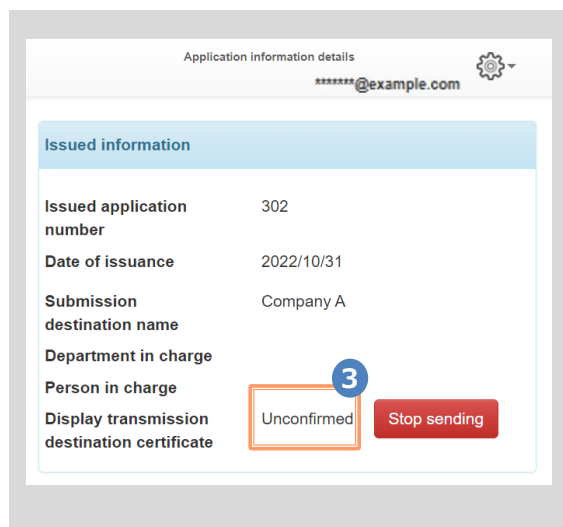 Application information details
*******@example.com
Issued information
Issued application 302
number
Date of issuance 2022/10/31
Submission Company A
destination name
Department in charge
Person in charge
3
Display transmission Unconfirmed Stop sending
destination certificate